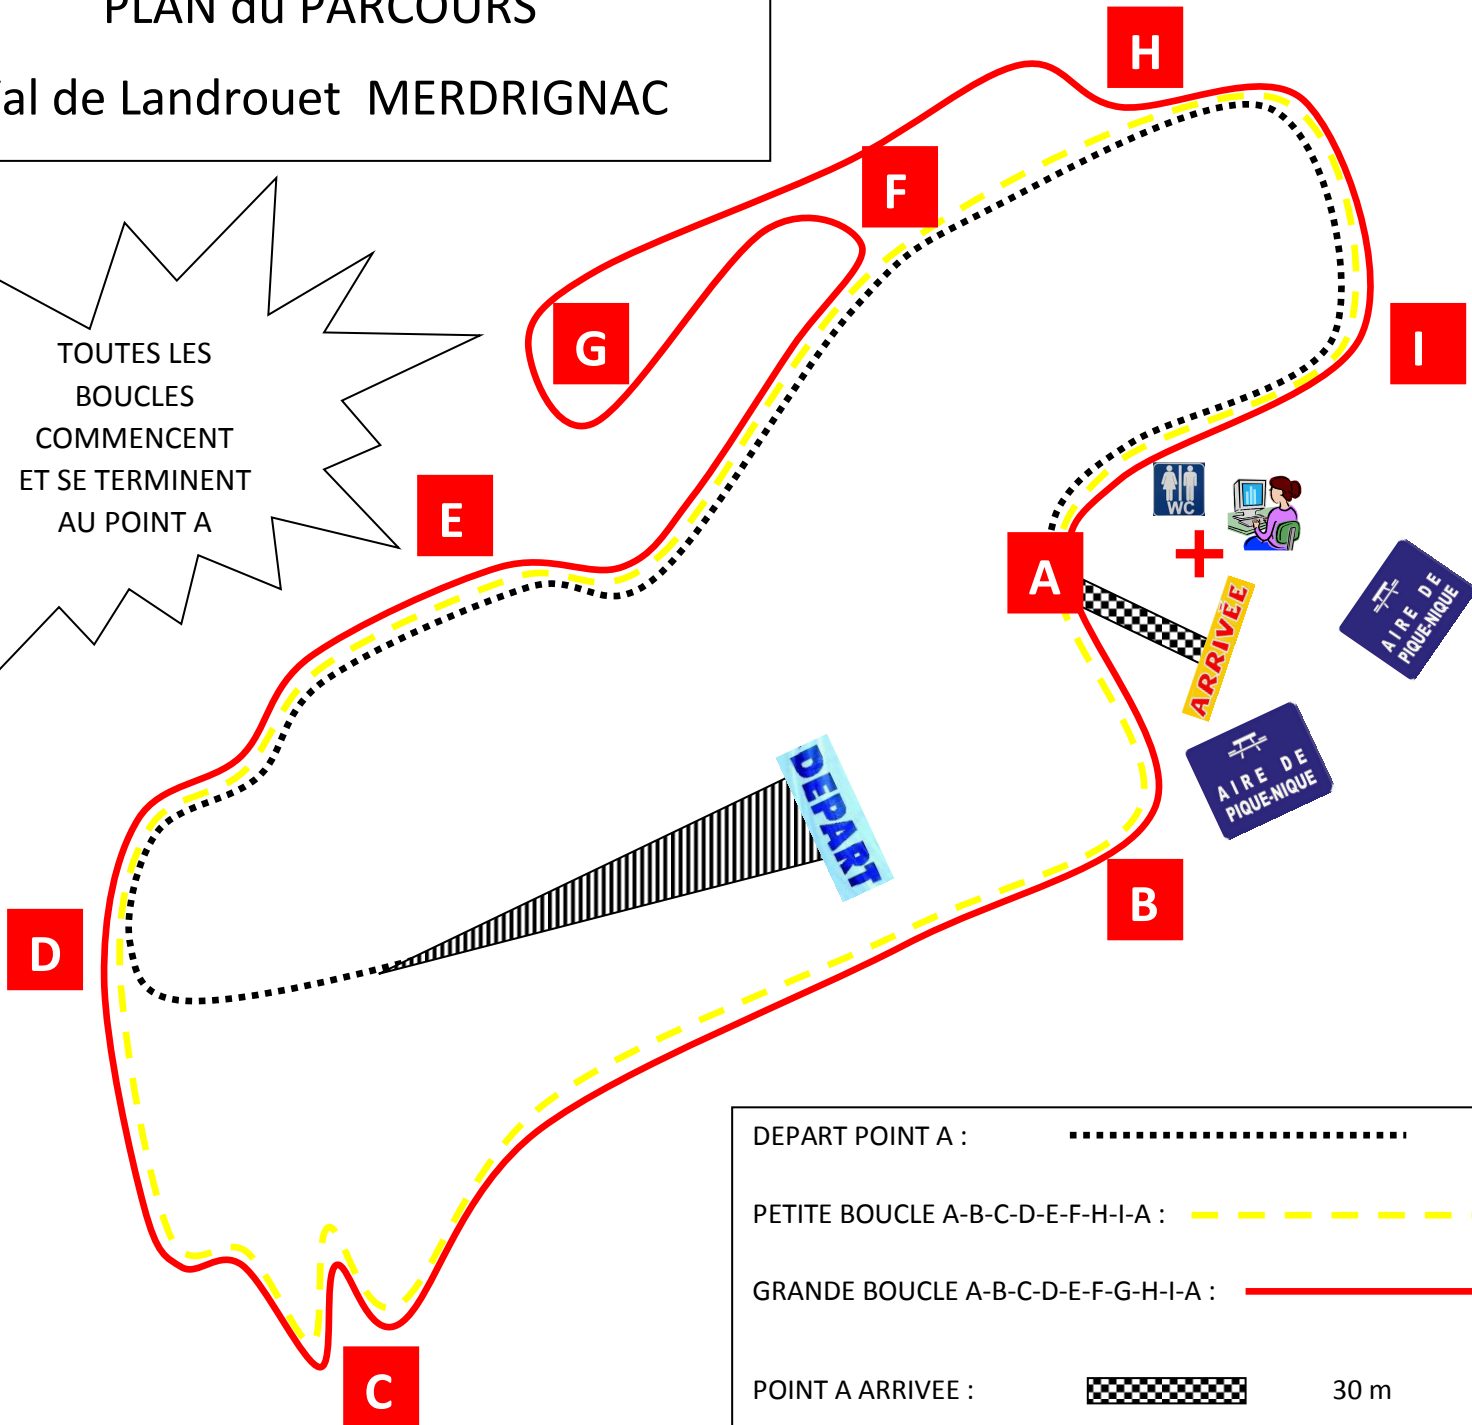 PLAN du PARCOURS
al de Landrouet MERDRIGNAC
TOUTES LES
BOUCLES
COMMENCENT
ET SE TERMINENT
AU POINT A
H
F
G
I
E
WC
A
ARRIVÉE
AIRE DE
PIQUE-NIQUE
AIRE DE
PIQUE-NIQUE
DEPART
B
D
C
DEPART POINT A :
PETITE BOUCLE A-B-C-D-E-F-H-I-A :
GRANDE BOUCLE A-B-C-D-E-F-G-H-I-A :
POINT A ARRIVEE : 30 m